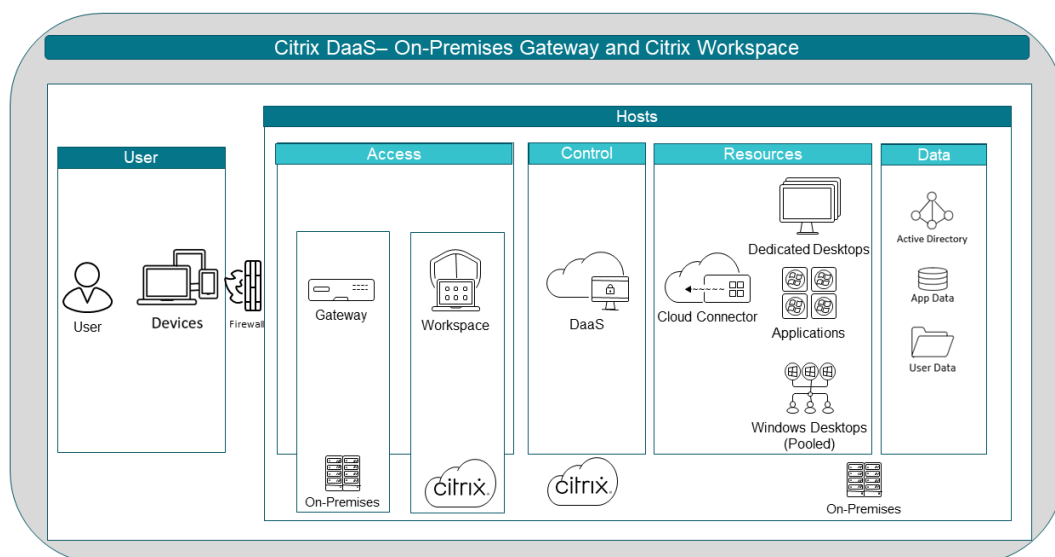 Citrix DaaS– On-Premises Gateway and Citrix Workspace
Hosts
User
Access
Control
Resources
Data
User
Devices
Firewall
Gateway
Workspace
DaaS
Cloud Connector
Dedicated Desktops
Applications
Windows Desktops
(Pooled)
Active Directory
App Data
User Data
On-Premises
citrix
citrix
On-Premises